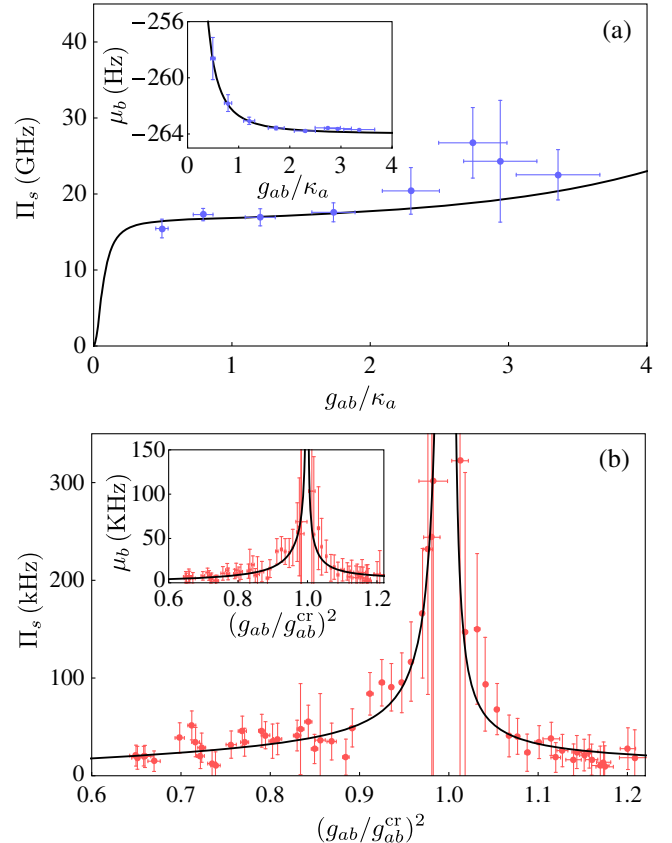 (a)
Π_s (GHz)
40
30
20
10
0
0 1 2 3 4
g_ab/κ_a
μ_b (Hz)
−256
−260
−264
0 1 2 3 4
g_ab/κ_a
(b)
Π_s (kHz)
300
200
100
0
0.6 0.7 0.8 0.9 1.0 1.1 1.2
(g_ab/g_ab^cr)^2
μ_b (KHz)
150
100
50
0
0.6 0.8 1.0 1.2
(g_ab/g_ab^cr)^2